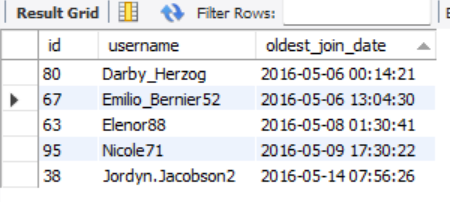 Result Grid Filter Rows: E
id username oldest_join_date
80 Darby_Herzog 2016-05-06 00:14:21
67 Emilio_Bernier52 2016-05-06 13:04:30
63 Elenor88 2016-05-08 01:30:41
95 Nicole71 2016-05-09 17:30:22
38 Jordyn.Jacobson2 2016-05-14 07:56:26